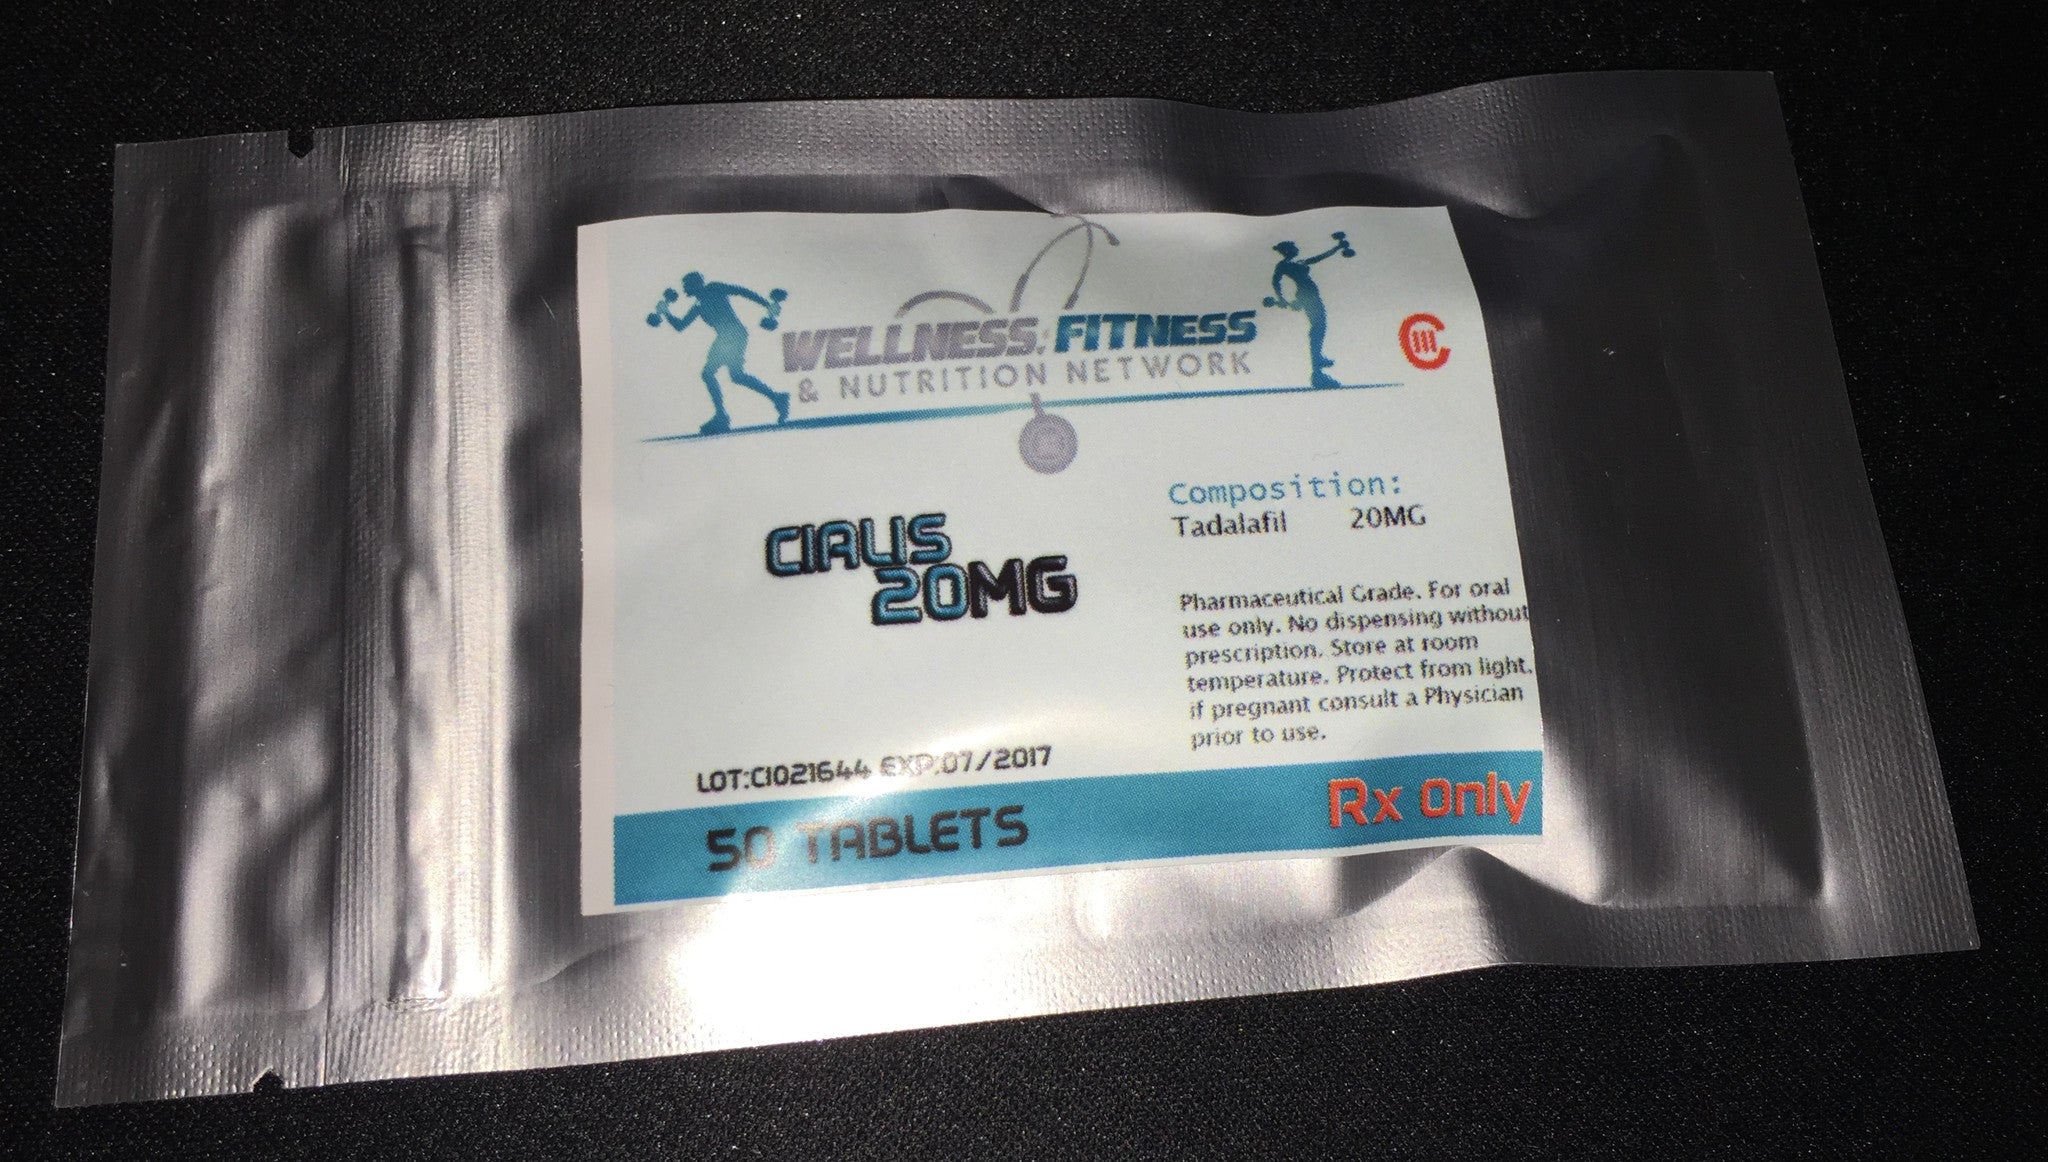 WELLNESS, FITNESS
& NUTRITION NETWORK
CIII
CIALIS
20MG
Composition:
Tadalafil 20MG
Pharmaceutical Grade. For oral
use only. No dispensing without
prescription. Store at room
temperature. Protect from light.
if pregnant consult a Physician
prior to use.
LOT:CI021644 EXP:07/2017
50 TABLETS
Rx Only